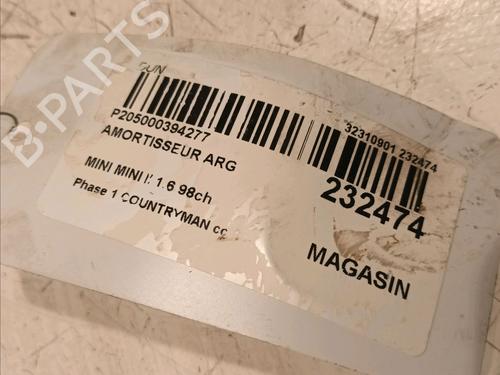 B-PARTS
P205000394277
32310901 232474
AMORTISSEUR ARG
232474
MINI MINI 1.6 98ch
Phase 1 COUNTRYMAN
MAGASIN